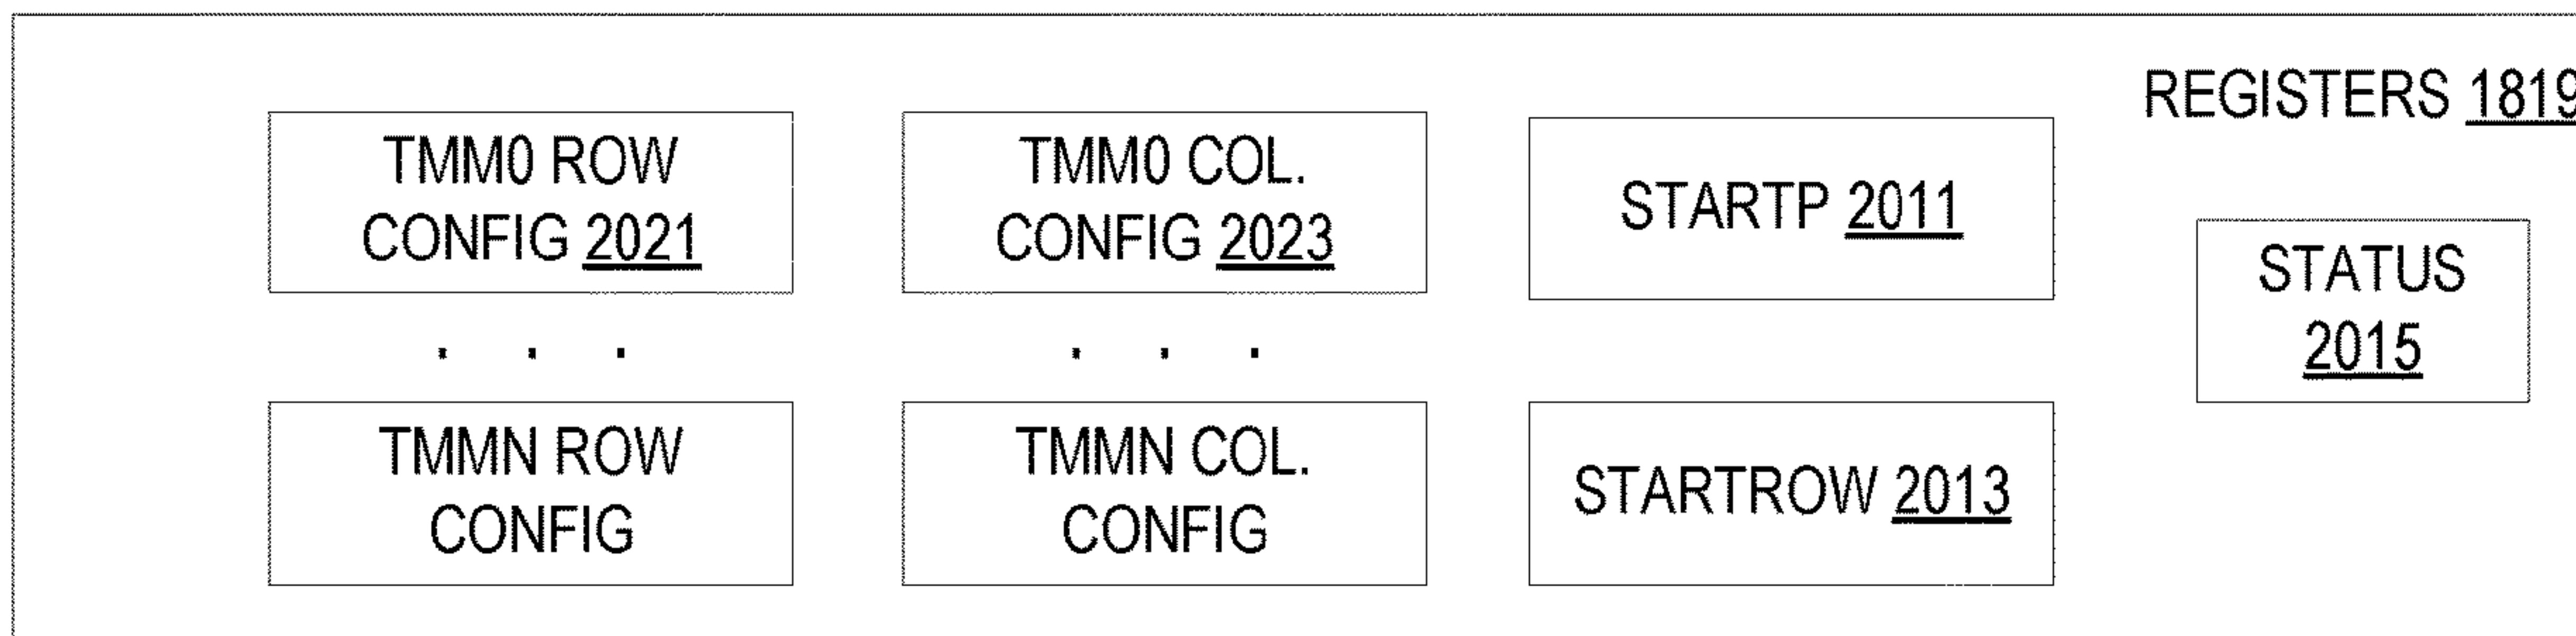 REGISTERS 1819
TMM0 ROW
CONFIG 2021
TMM0 COL.
CONFIG 2023
STARTP 2011
STATUS
2015
. . .
. . .
TMMN ROW
CONFIG
TMMN COL.
CONFIG
STARTROW 2013